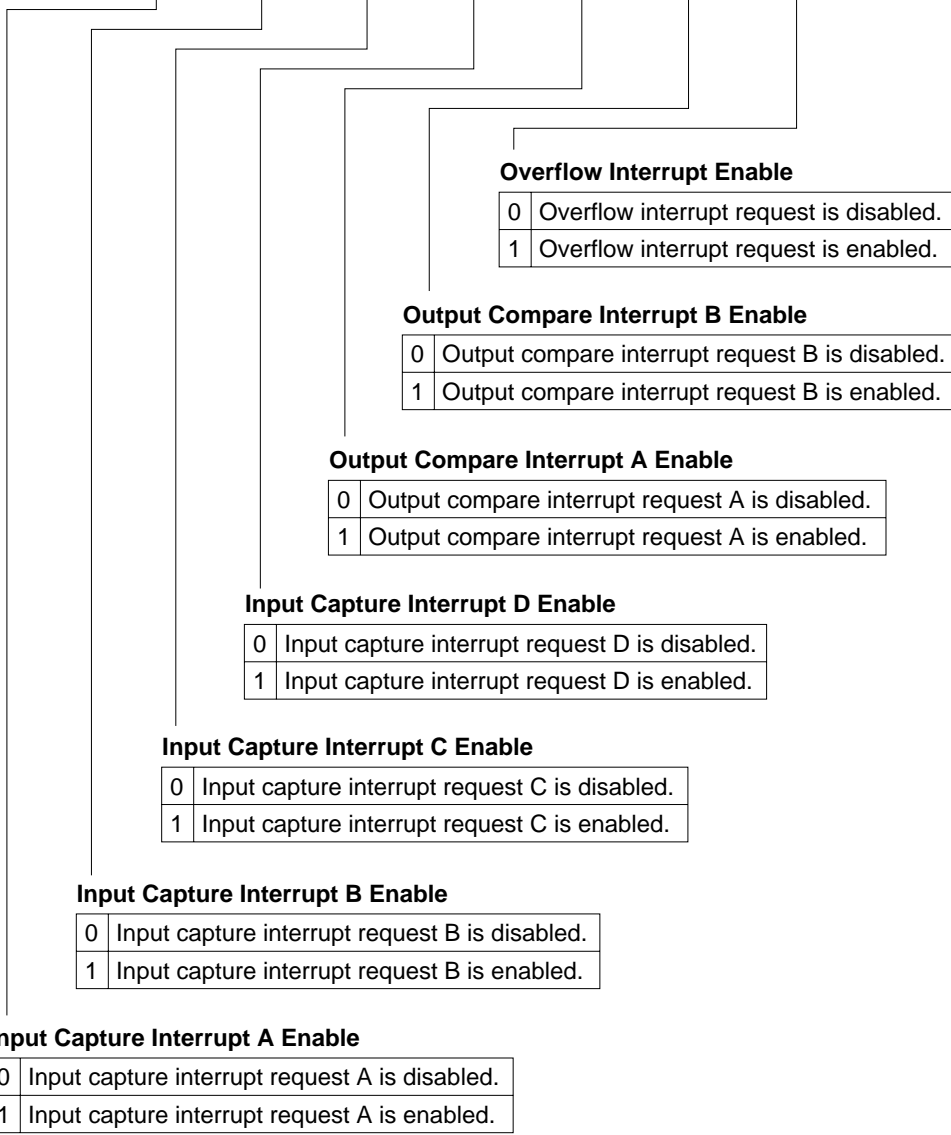 Overflow Interrupt Enable
0 Overflow interrupt request is disabled.
1 Overflow interrupt request is enabled.
Output Compare Interrupt B Enable
0 Output compare interrupt request B is disabled.
1 Output compare interrupt request B is enabled.
Output Compare Interrupt A Enable
0 Output compare interrupt request A is disabled.
1 Output compare interrupt request A is enabled.
Input Capture Interrupt D Enable
0 Input capture interrupt request D is disabled.
1 Input capture interrupt request D is enabled.
Input Capture Interrupt C Enable
0 Input capture interrupt request C is disabled.
1 Input capture interrupt request C is enabled.
Input Capture Interrupt B Enable
0 Input capture interrupt request B is disabled.
1 Input capture interrupt request B is enabled.
nput Capture Interrupt A Enable
0 Input capture interrupt request A is disabled.
1 Input capture interrupt request A is enabled.